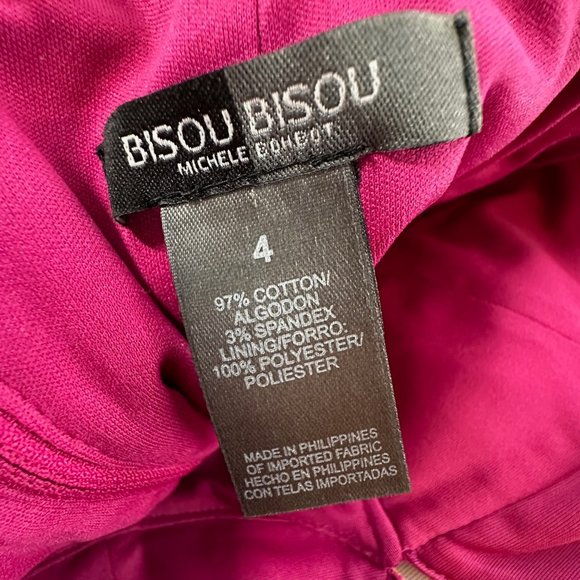 BISOU BISOU
MICHELE BOHBOT
4
97% COTTON/
ALGODON
3% SPANDEX
LINING/FORRO:
100% POLYESTER/
POLIESTER
MADE IN PHILIPPINES
OF IMPORTED FABRIC
HECHO EN PHILIPPINES
CON TELAS IMPORTADAS